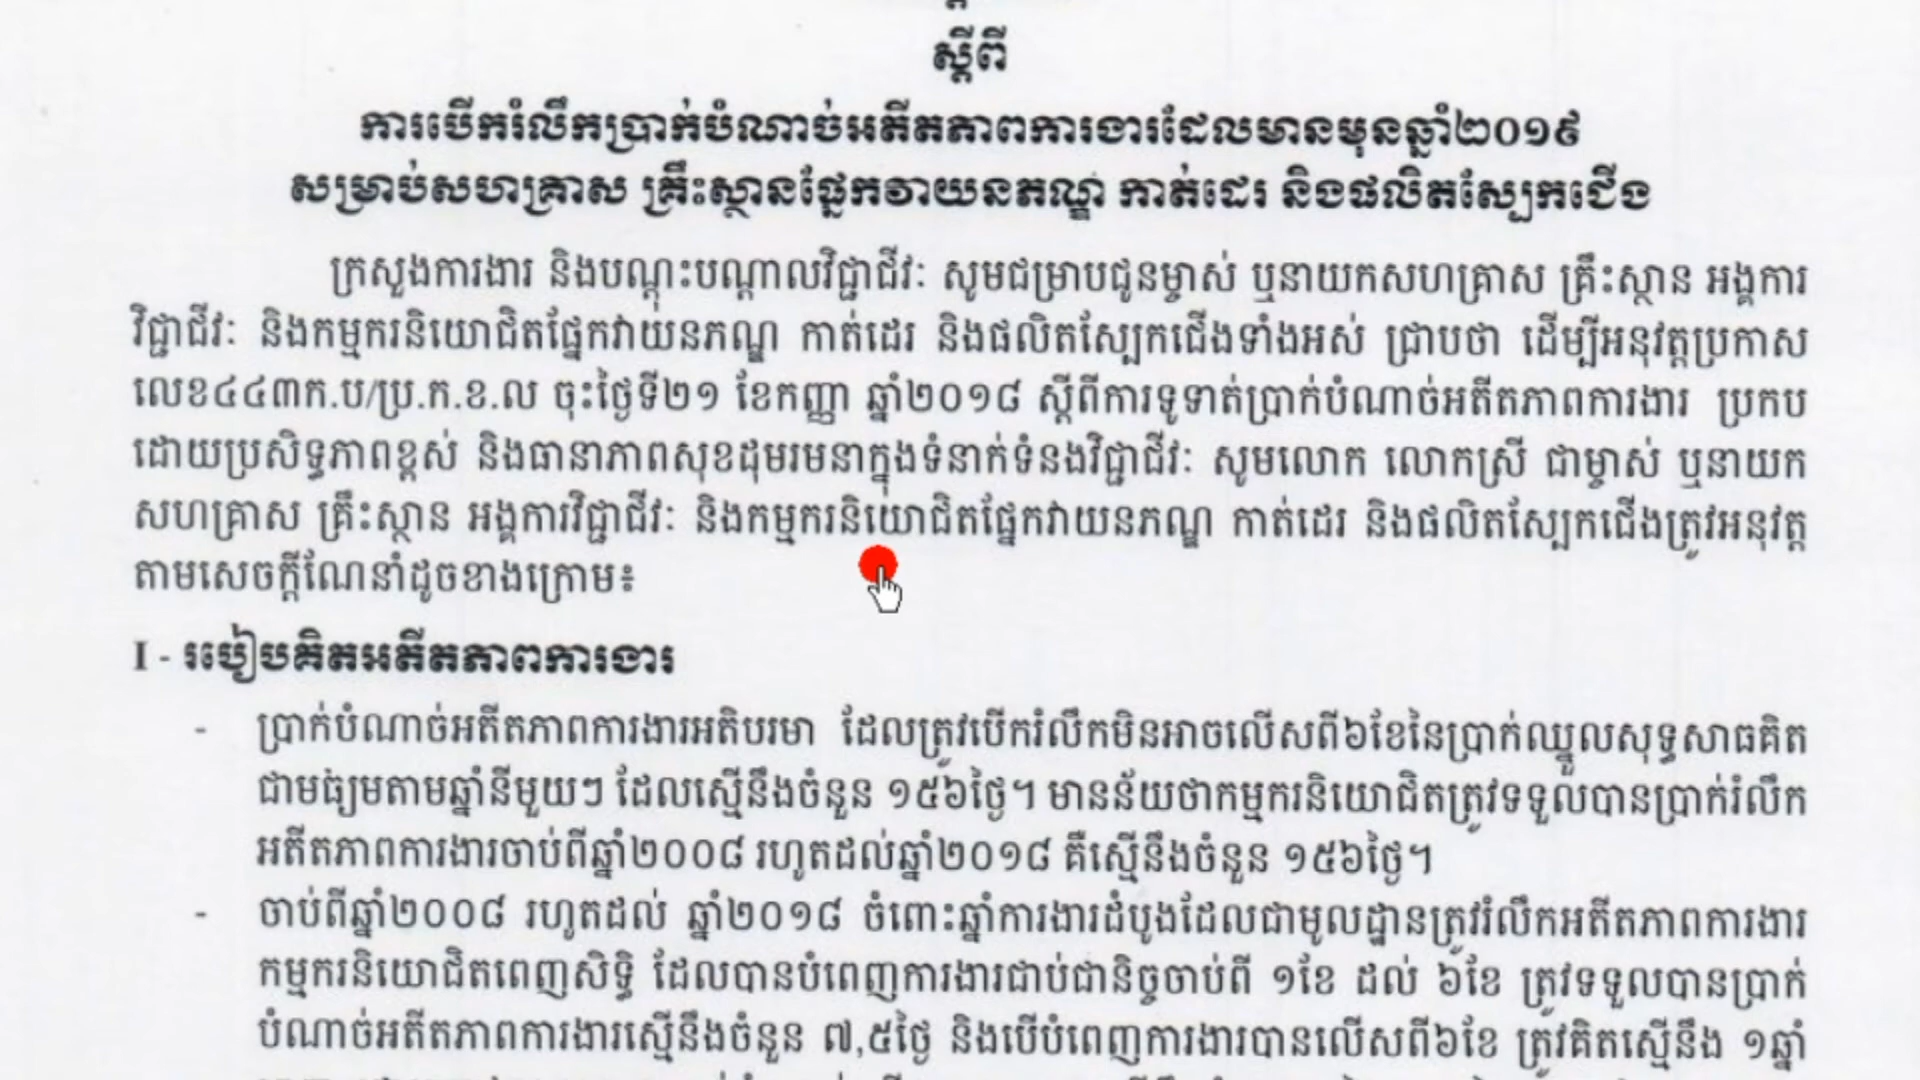 ស្តីពី
ការបើករំលឹកប្រាក់បំណាច់អតីតភាពការងារដែលមានមុនឆ្នាំ២០១៩
សម្រាប់សហគ្រាស គ្រឹះស្ថានផ្នែកវាយនភណ្ឌ កាត់ដេរ និងផលិតស្បែកជើង
ក្រសួងការងារ និងបណ្តុះបណ្តាលវិជ្ជាជីវៈ សូមជម្រាបជូនម្ចាស់ ឬនាយកសហគ្រាស គ្រឹះស្ថាន អង្គការ
វិជ្ជាជីវៈ និងកម្មករនិយោជិតផ្នែកវាយនភណ្ឌ កាត់ដេរ និងផលិតស្បែកជើងទាំងអស់ ជ្រាបថា ដើម្បីអនុវត្តប្រកាស
លេខ៤៤៣ក.ប/ប្រ.ក.ខ.ល ចុះថ្ងៃទី២១ ខែកញ្ញា ឆ្នាំ២០១៨ ស្តីពីការទូទាត់ប្រាក់បំណាច់អតីតភាពការងារ ប្រកប
ដោយប្រសិទ្ធភាពខ្ពស់ និងធានាភាពសុខដុមរមនាក្នុងទំនាក់ទំនងវិជ្ជាជីវៈ សូមលោក លោកស្រី ជាម្ចាស់ ឬនាយក
សហគ្រាស គ្រឹះស្ថាន អង្គការវិជ្ជាជីវៈ និងកម្មករនិយោជិតផ្នែកវាយនភណ្ឌ កាត់ដេរ និងផលិតស្បែកជើងត្រូវអនុវត្ត
តាមសេចក្តីណែនាំដូចខាងក្រោម៖
I - របៀបគិតអតីតភាពការងារ
- ប្រាក់បំណាច់អតីតភាពការងារអតិបរមា ដែលត្រូវបើករំលឹកមិនអាចលើសពី៦ខែនៃប្រាក់ឈ្នួលសុទ្ធសាធគិត
ជាមធ្យមតាមឆ្នាំនីមួយៗ ដែលស្មើនឹងចំនួន ១៥៦ថ្ងៃ។ មានន័យថាកម្មករនិយោជិតត្រូវទទួលបានប្រាក់រំលឹក
អតីតភាពការងារចាប់ពីឆ្នាំ២០០៨ រហូតដល់ឆ្នាំ២០១៨ គឺស្មើនឹងចំនួន ១៥៦ថ្ងៃ។
- ចាប់ពីឆ្នាំ២០០៨ រហូតដល់ ឆ្នាំ២០១៨ ចំពោះឆ្នាំការងារដំបូងដែលជាមូលដ្ឋានត្រូវរំលឹកអតីតភាពការងារ
កម្មករនិយោជិតពេញសិទ្ធិ ដែលបានបំពេញការងារជាប់ជានិច្ចចាប់ពី ១ខែ ដល់ ៦ខែ ត្រូវទទួលបានប្រាក់
បំណាច់អតីតភាពការងារស្មើនឹងចំនួន ៧,៥ថ្ងៃ និងបើបំពេញការងារបានលើសពី៦ខែ ត្រូវគិតស្មើនឹង ១ឆ្នាំ